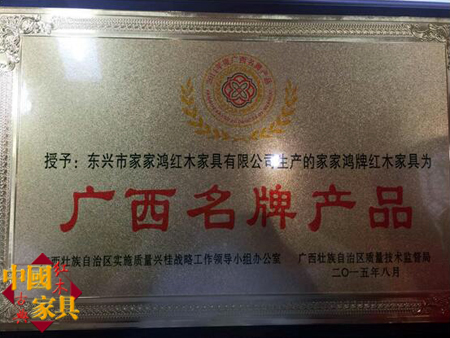 授予：东兴市家家鸿红木家具有限公司生产的家家鸿牌红木家具为
广西名牌产品
西壮族自治区实施质量兴桂战略工作领导小组办公室
广西壮族自治区质量技术监督局
二〇一五年八月
中國红木
古典家具